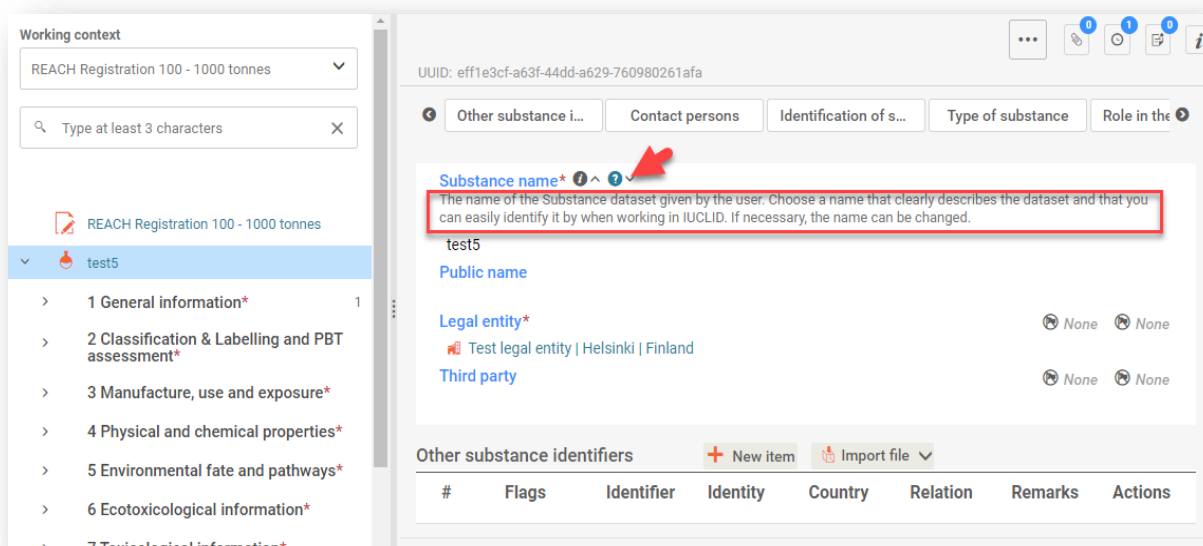 Working context
REACH Registration 100 - 1000 tonnes
Type at least 3 characters
REACH Registration 100 - 1000 tonnes
test5
1 General information* 1
2 Classification & Labelling and PBT
assessment*
3 Manufacture, use and exposure*
4 Physical and chemical properties*
5 Environmental fate and pathways*
6 Ecotoxicological information*
7 Toxicological information*
0 1 0
UUID: eff1e3cf-a63f-44dd-a629-760980261afa
Other substance i... Contact persons Identification of s... Type of substance Role in the
Substance name*
The name of the Substance dataset given by the user. Choose a name that clearly describes the dataset and that you
can easily identify it by when working in IUCLID. If necessary, the name can be changed.
test5
Public name
Legal entity* None None
Test legal entity | Helsinki | Finland
Third party None None
Other substance identifiers New item Import file
# Flags Identifier Identity Country Relation Remarks Actions